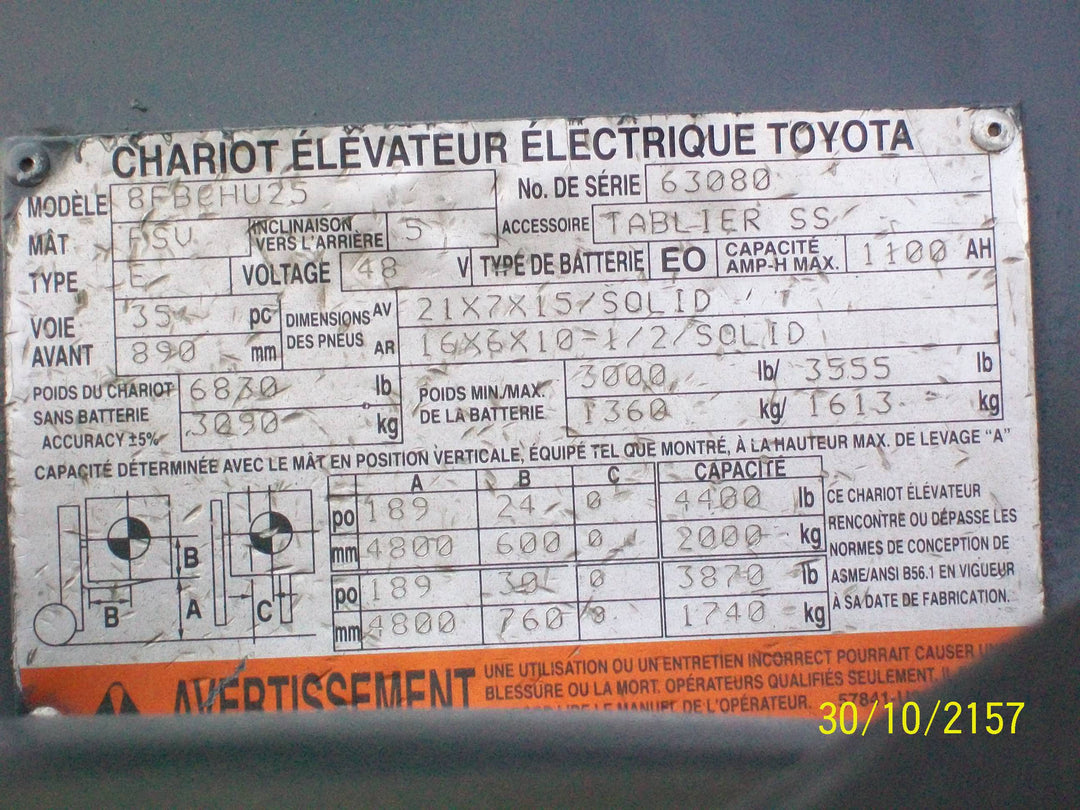 CHARIOT ÉLÉVATEUR ÉLECTRIQUE TOYOTA
MODÈLE 8FBCHU25 No. DE SÉRIE 63080
MÂT FSV INCLINAISON VERS L'ARRIÈRE 5 ACCESSOIRE TABLIER SS
TYPE E VOLTAGE 48 V TYPE DE BATTERIE EO CAPACITÉ AMP-H MAX. 1100 AH
VOIE AVANT 35 pc DIMENSIONS DES PNEUS AV 21X7X15/SOLID
890 mm AR 16X6X10-1/2/SOLID
POIDS DU CHARIOT SANS BATTERIE 6830 lb POIDS MIN./MAX. DE LA BATTERIE 3000 lb/ 3555 lb
ACCURACY ±5% 3090 kg 1360 kg/ 1613 kg
CAPACITÉ DÉTERMINÉE AVEC LE MÂT EN POSITION VERTICALE, ÉQUIPÉ TEL QUE MONTRÉ, À LA HAUTEUR MAX. DE LEVAGE "A"
A B C CAPACITÉ
po 189 24 0 4400 lb
mm 4800 600 0 2000 kg
po 189 30 0 3870 lb
mm 4800 760 0 1740 kg
B B A C
CE CHARIOT ÉLÉVATEUR
RENCONTRE OU DÉPASSE LES
NORMES DE CONCEPTION DE
ASME/ANSI B56.1 EN VIGUEUR
À SA DATE DE FABRICATION.
AVERTISSEMENT
UNE UTILISATION OU UN ENTRETIEN INCORRECT POURRAIT CAUSER
BLESSURE OU LA MORT. OPÉRATEURS QUALIFIÉS SEULEMENT.
LE MANUEL DE L'OPÉRATEUR. 57841-
30/10/2157